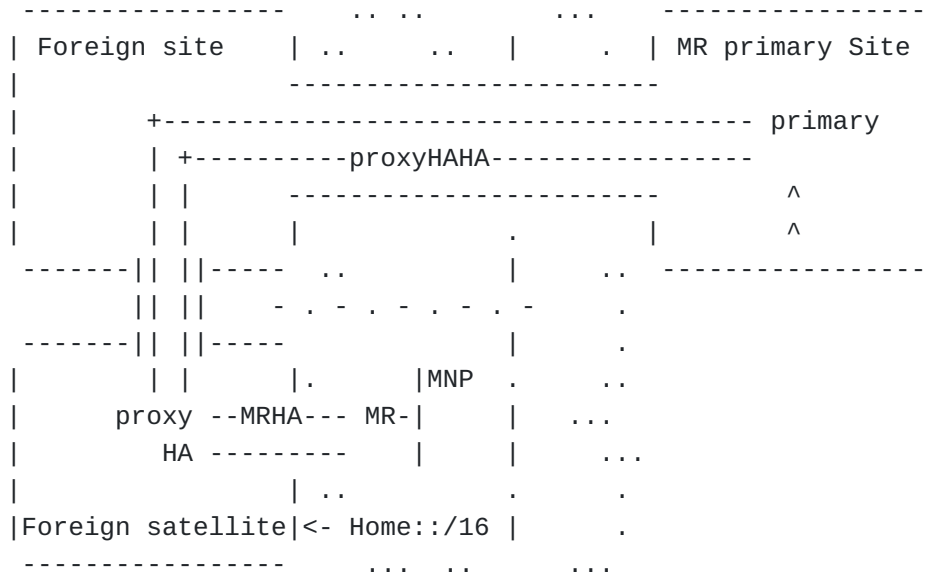 -----------------     .. ..         ...    -----------------
| Foreign site    | ..     ..   |     .  | MR primary Site
|                 ------------------------
|        +-------------------------------------- primary
|        | +----------proxyHAHA-----------------
|        | |      ------------------------        ^
|        | |      |             .        |        ^
 -------|| ||-----  ..          |     ..  -----------------
        || ||    - . - . - . - . -     .
 -------|| ||-----              |      .
|        | |      |.      |MNP  .     ..
|      proxy --MRHA--- MR-|     |   ...
|         HA ---------    |     |     ...
|                 | ..          .      .
|Foreign satellite|<- Home::/16 |      .
 -----------------     ...  ..      ...